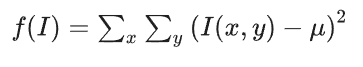 f(I) = ∑ₓ ∑ᵧ (I(x, y) − μ)²